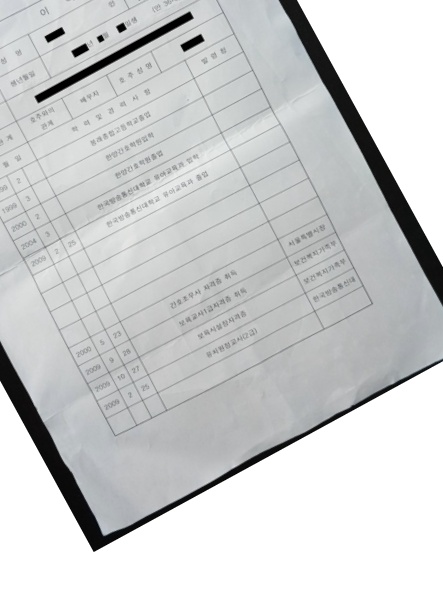 이
성 명
생년월일
호주와의 관계 배우자 호주성명
학 력 및 경 력 사 항 발 령 청
월 일
2 동래종합고등학교졸업
1999 3 한양간호학원입학
2000 2 한양간호학원졸업
2004 3 한국방송통신대학교 유아교육과 입학
2009 2 25 한국방송통신대학교 유아교육과 졸업
2000 5 23 간호조무사 자격증 취득 서울특별시장
2009 9 28 보육교사1급자격증 취득 보건복지가족부
2009 10 27 보육시설장자격증 보건복지가족부
2009 2 25 유치원정교사(2급) 한국방송통신대